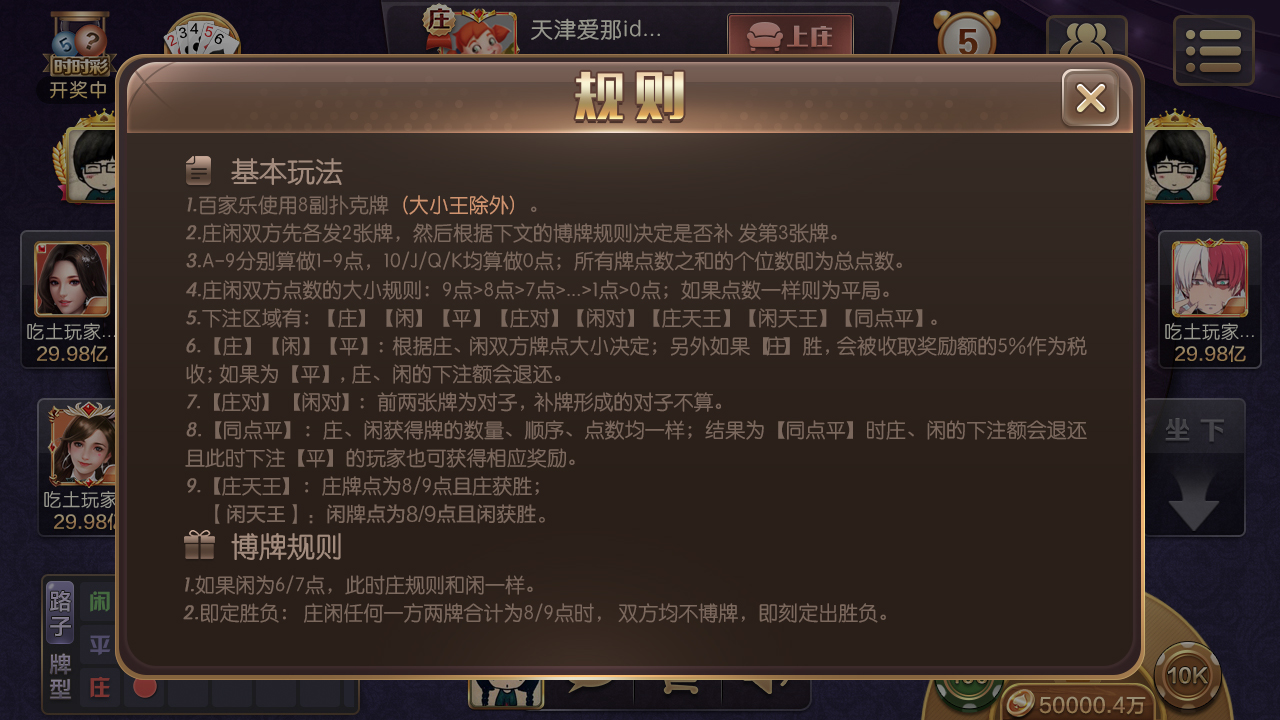 庄
天津爱那id...
上庄
5
5
?
时时彩
开奖中
2
3
4
5
6
规则
基本玩法
1.百家乐使用8副扑克牌（大小王除外）。
2.庄闲双方先各发2张牌，然后根据下文的博牌规则决定是否补 发第3张牌。
3.A-9分别算做1-9点，10/J/Q/K均算做0点；所有牌点数之和的个位数即为总点数。
4.庄闲双方点数的大小规则：9点>8点>7点>...>1点>0点；如果点数一样则为平局。
5.下注区域有：【庄】【闲】【平】【庄对】【闲对】【庄天王】【闲天王】【同点平】。
6.【庄】【闲】【平】：根据庄、闲双方牌点大小决定；另外如果【庄】胜，会被收取奖励额的5%作为税
收；如果为【平】，庄、闲的下注额会退还。
7.【庄对】【闲对】：前两张牌为对子，补牌形成的对子不算。
8.【同点平】：庄、闲获得牌的数量、顺序、点数均一样；结果为【同点平】时庄、闲的下注额会退还
且此时下注【平】的玩家也可获得相应奖励。
9.【庄天王】：庄牌点为8/9点且庄获胜；
【闲天王】：闲牌点为8/9点且闲获胜。
博牌规则
1.如果闲为6/7点，此时庄规则和闲一样。
2.即定胜负：庄闲任何一方两牌合计为8/9点时， 双方均不博牌，即刻定出胜负。
吃土玩家...
29.98亿
吃土玩家...
29.98亿
吃土玩家
29.98
坐下
路子
闲
平
牌型
庄
10K
50000.4万